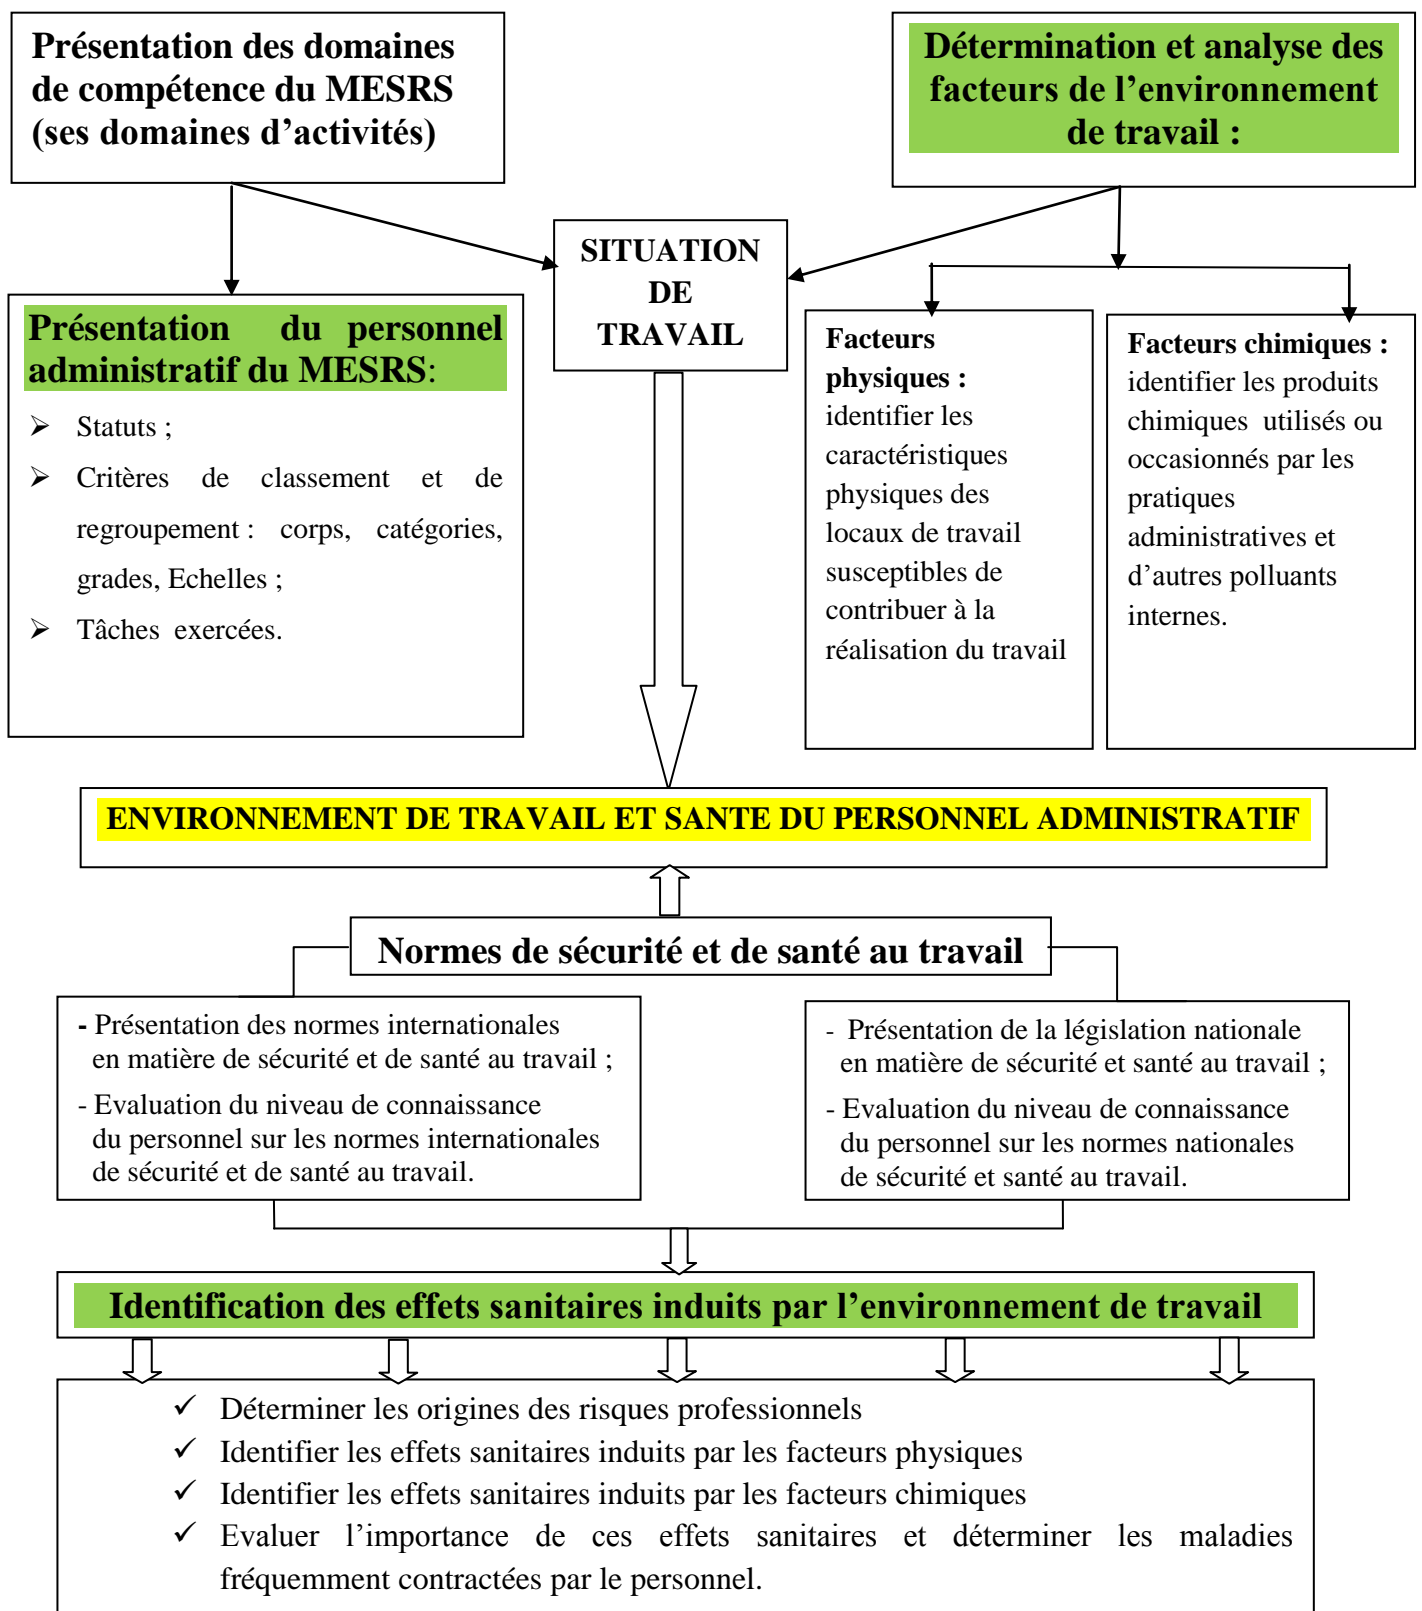 Présentation des domaines
de compétence du MESRS
(ses domaines d’activités)
Détermination et analyse des
facteurs de l’environnement
de travail :
SITUATION
DE
TRAVAIL
Présentation du personnel
administratif du MESRS:
➢ Statuts ;
➢ Critères de classement et de
regroupement : corps, catégories,
grades, Echelles ;
➢ Tâches exercées.
Facteurs
physiques :
identifier les
caractéristiques
physiques des
locaux de travail
susceptibles de
contribuer à la
réalisation du travail
Facteurs chimiques :
identifier les produits
chimiques utilisés ou
occasionnés par les
pratiques
administratives et
d’autres polluants
internes.
ENVIRONNEMENT DE TRAVAIL ET SANTE DU PERSONNEL ADMINISTRATIF
Normes de sécurité et de santé au travail
- Présentation des normes internationales
en matière de sécurité et de santé au travail ;
- Evaluation du niveau de connaissance
du personnel sur les normes internationales
de sécurité et de santé au travail.
- Présentation de la législation nationale
en matière de sécurité et santé au travail ;
- Evaluation du niveau de connaissance
du personnel sur les normes nationales
de sécurité et santé au travail.
Identification des effets sanitaires induits par l’environnement de travail
✓ Déterminer les origines des risques professionnels
✓ Identifier les effets sanitaires induits par les facteurs physiques
✓ Identifier les effets sanitaires induits par les facteurs chimiques
✓ Evaluer l’importance de ces effets sanitaires et déterminer les maladies
fréquemment contractées par le personnel.